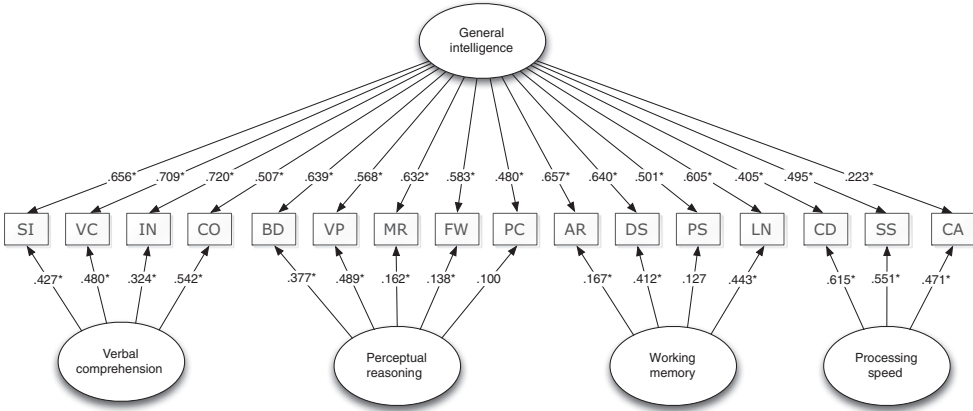 General
intelligence
.656* .709* .720* .507* .639* .568* .632* .583* .480* .657* .640* .501* .605* .405* .495* .223*
SI VC IN CO BD VP MR FW PC AR DS PS LN CD SS CA
.427* .480* .324* .542* .377* .489* .162* .138* .100 .167* .412* .127 .443* .615* .551* .471*
Verbal
comprehension
Perceptual
reasoning
Working
memory
Processing
speed